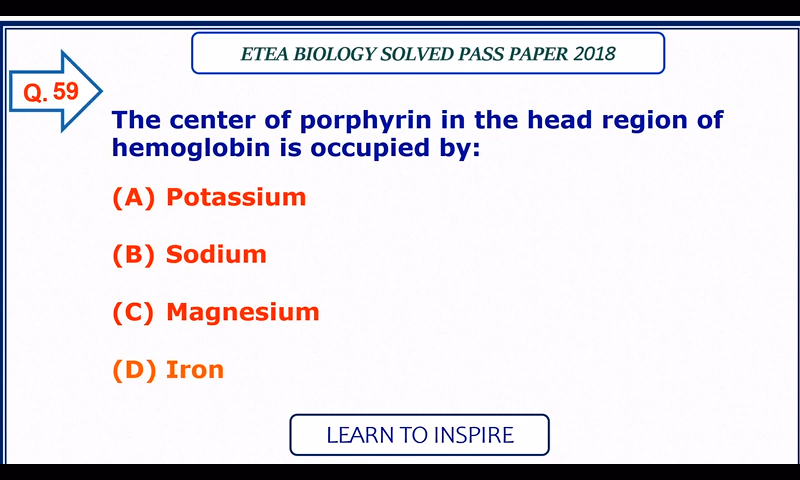 ETEA BIOLOGY SOLVED PASS PAPER 2018
Q. 59
The center of porphyrin in the head region of
hemoglobin is occupied by:
(A) Potassium
(B) Sodium
(C) Magnesium
(D) Iron
LEARN TO INSPIRE